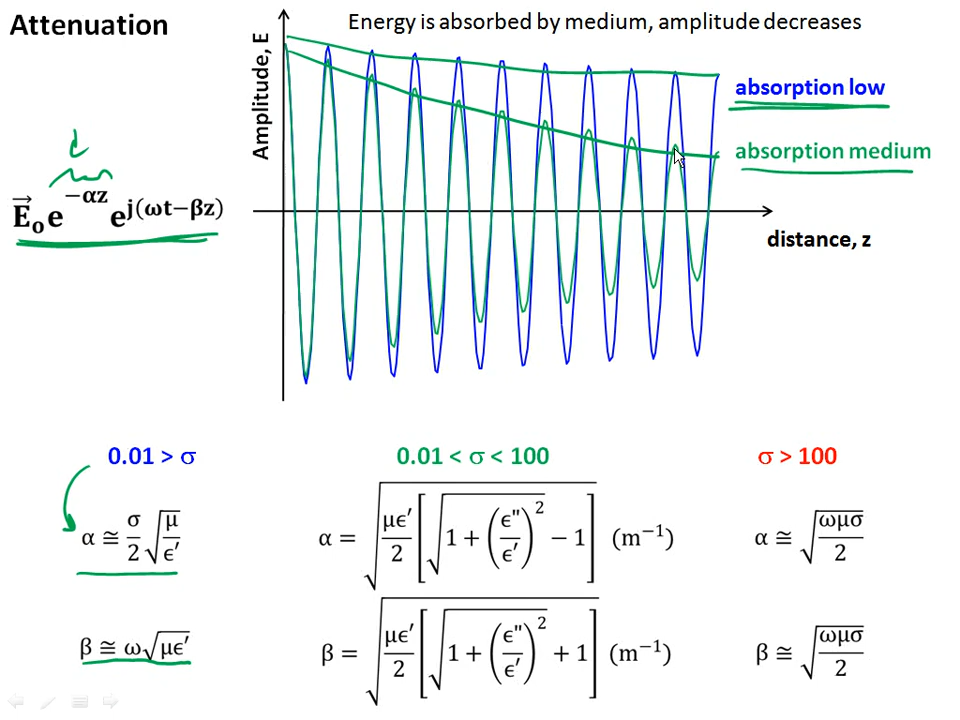 Attenuation
Energy is absorbed by medium, amplitude decreases
Amplitude, E
absorption low
absorption medium
distance, z
E⃗₀e^(−αz) e^(j(ωt−βz))
0.01 > σ
0.01 < σ < 100
σ > 100
α ≅ σ/2 √(μ/ϵ′)
α = √(μϵ′/2 [√(1 + (ϵ″/ϵ′)²) − 1]) (m⁻¹)
α ≅ √(ωμσ/2)
β ≅ ω√(μϵ′)
β = √(μϵ′/2 [√(1 + (ϵ″/ϵ′)²) + 1]) (m⁻¹)
β ≅ √(ωμσ/2)